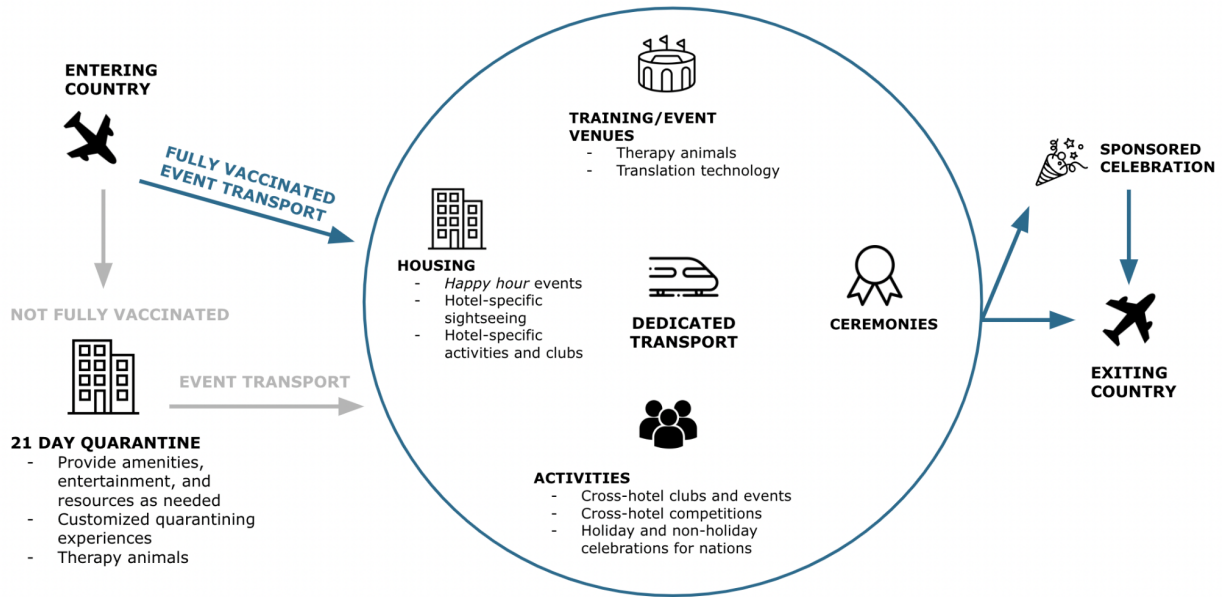 ENTERING
COUNTRY
FULLY VACCINATED
EVENT TRANSPORT
NOT FULLY VACCINATED
EVENT TRANSPORT
21 DAY QUARANTINE
- Provide amenities,
entertainment, and
resources as needed
- Customized quarantining
experiences
- Therapy animals
TRAINING/EVENT
VENUES
- Therapy animals
- Translation technology
HOUSING
- Happy hour events
- Hotel-specific
sightseeing
- Hotel-specific
activities and clubs
DEDICATED
TRANSPORT
CEREMONIES
ACTIVITIES
- Cross-hotel clubs and events
- Cross-hotel competitions
- Holiday and non-holiday
celebrations for nations
SPONSORED
CELEBRATION
EXITING
COUNTRY